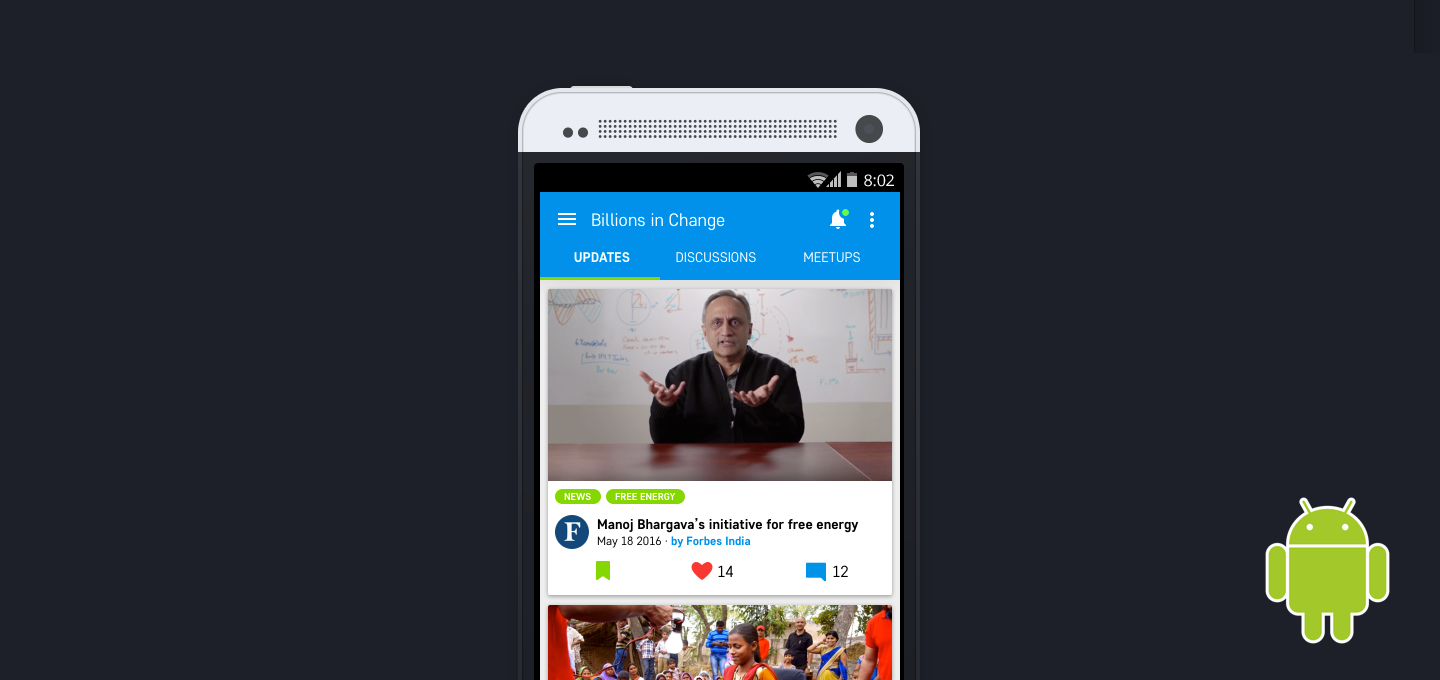 8:02
Billions in Change
UPDATES DISCUSSIONS MEETUPS
NEWS FREE ENERGY
F
Manoj Bhargava's initiative for free energy
May 18 2016 · by Forbes India
14 12